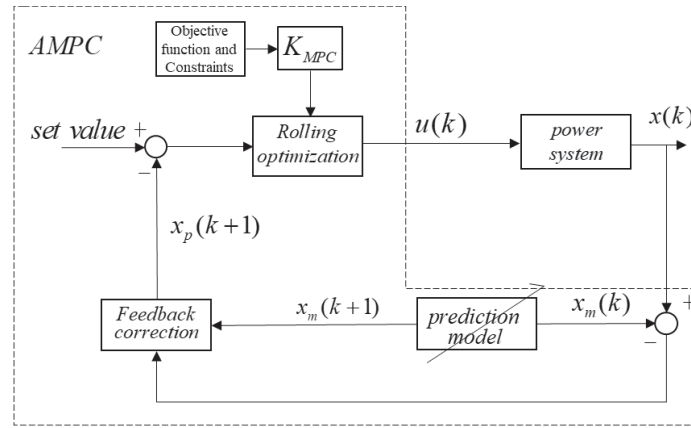 AMPC
Objective
function and
Constraints
K_MPC
set value +
−
Rolling
optimization
u(k)
power
system
x(k)
x_p(k+1)
Feedback
correction
x_m(k+1)
prediction
model
x_m(k)
+
−